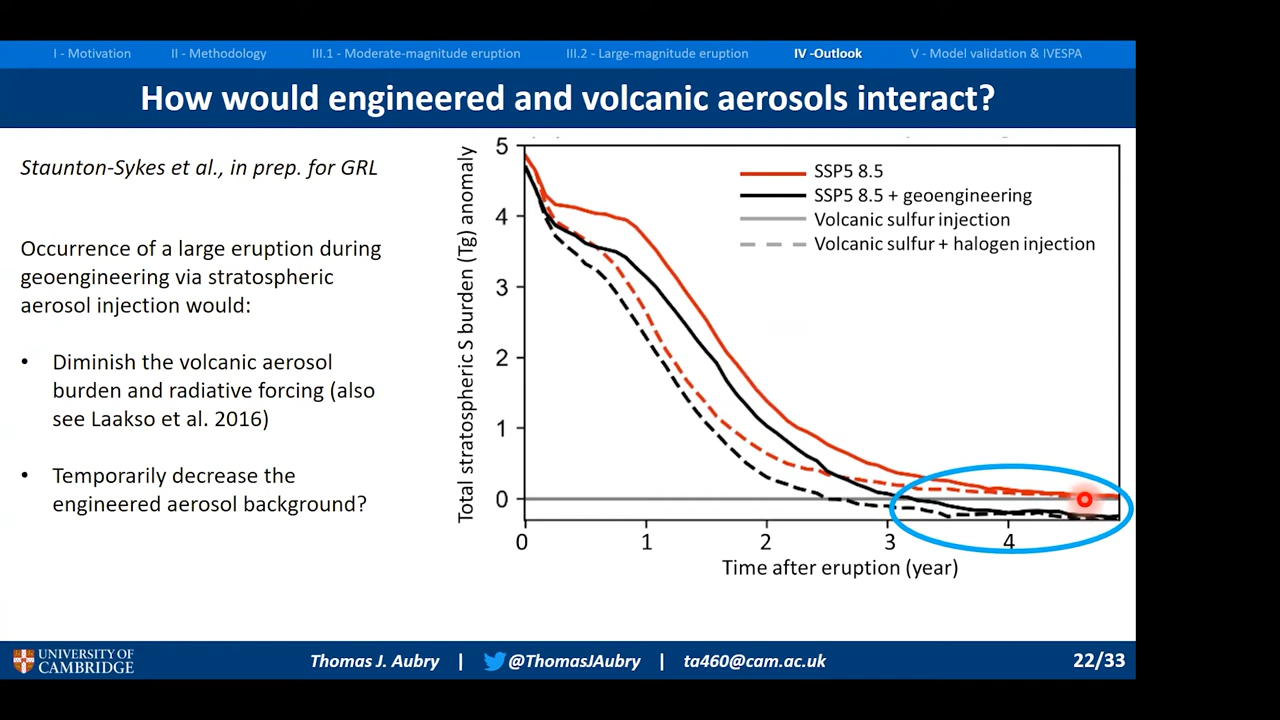 I - Motivation II - Methodology III.1 - Moderate-magnitude eruption III.2 - Large-magnitude eruption IV -Outlook V - Model validation & IVESPA
How would engineered and volcanic aerosols interact?
Staunton-Sykes et al., in prep. for GRL
Occurrence of a large eruption during
geoengineering via stratospheric
aerosol injection would:
• Diminish the volcanic aerosol
burden and radiative forcing (also
see Laakso et al. 2016)
• Temporarily decrease the
engineered aerosol background?
Total stratospheric S burden (Tg) anomaly
5
4
3
2
1
0
SSP5 8.5
SSP5 8.5 + geoengineering
Volcanic sulfur injection
Volcanic sulfur + halogen injection
0 1 2 3 4
Time after eruption (year)
UNIVERSITY OF
CAMBRIDGE
Thomas J. Aubry | @ThomasJAubry | ta460@cam.ac.uk
22/33